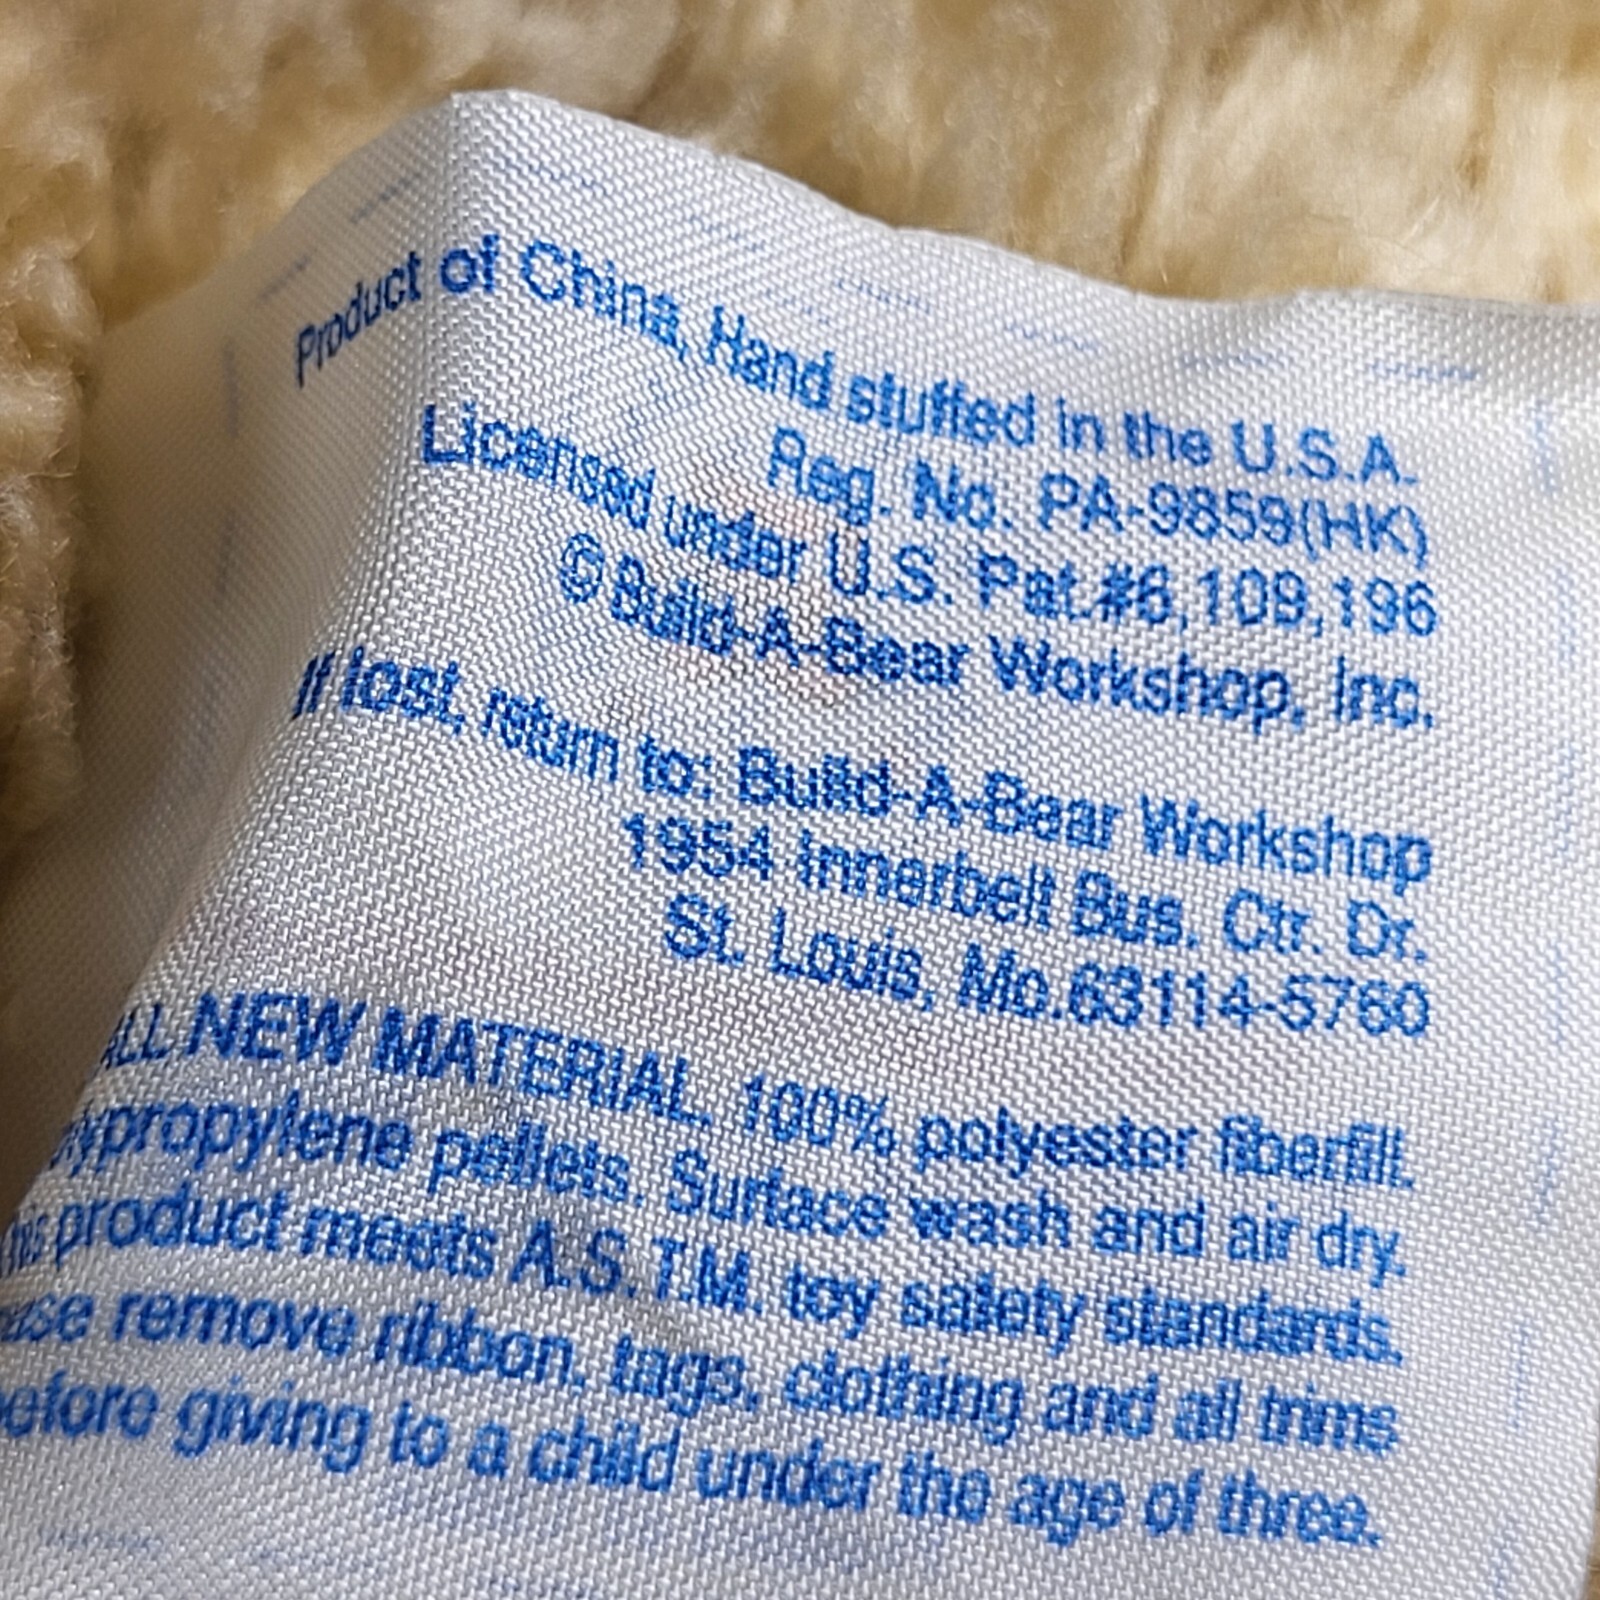 Product of China, Hand stuffed in the U.S.A.
Reg. No. PA-9859(HK)
Licensed under U.S. Pat.#6,109,196
© Build-A-Bear Workshop, Inc.
If lost, return to: Build-A-Bear Workshop
1954 Innerbelt Bus. Ctr. Dr.
St. Louis, Mo.63114-5760
ALL NEW MATERIAL. 100% polyester fiberfill.
pellets. Surface wash and air dry.
product meets A.S.T.M. toy safety standards.
remove ribbon, tags, clothing and all trims
before giving to a child under the age of three.